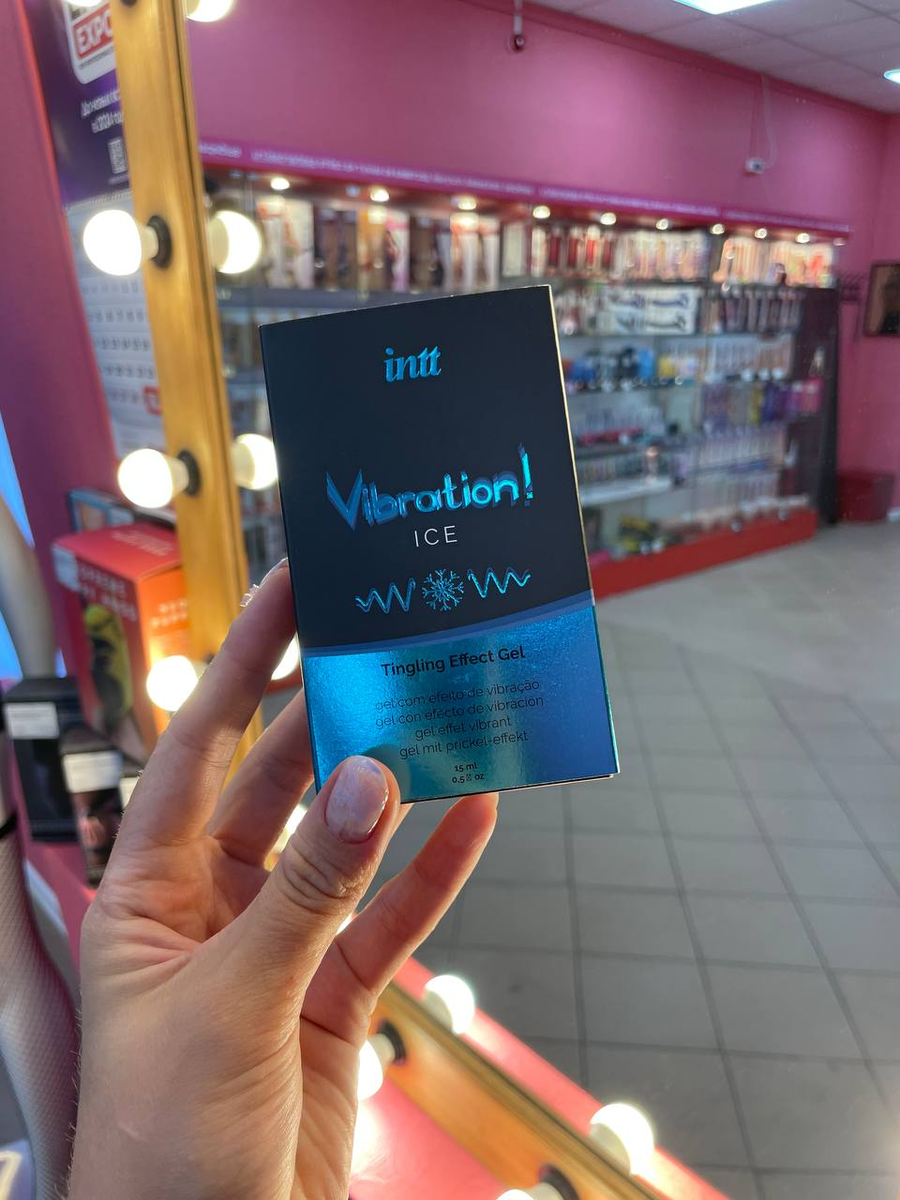 EXPO
intt
Vibration!
ICE
Tingling Effect Gel
gel com efeito de vibração
gel con efecto de vibración
gel effet vibrant
gel mit prickel-effekt
15 ml
0,5 oz